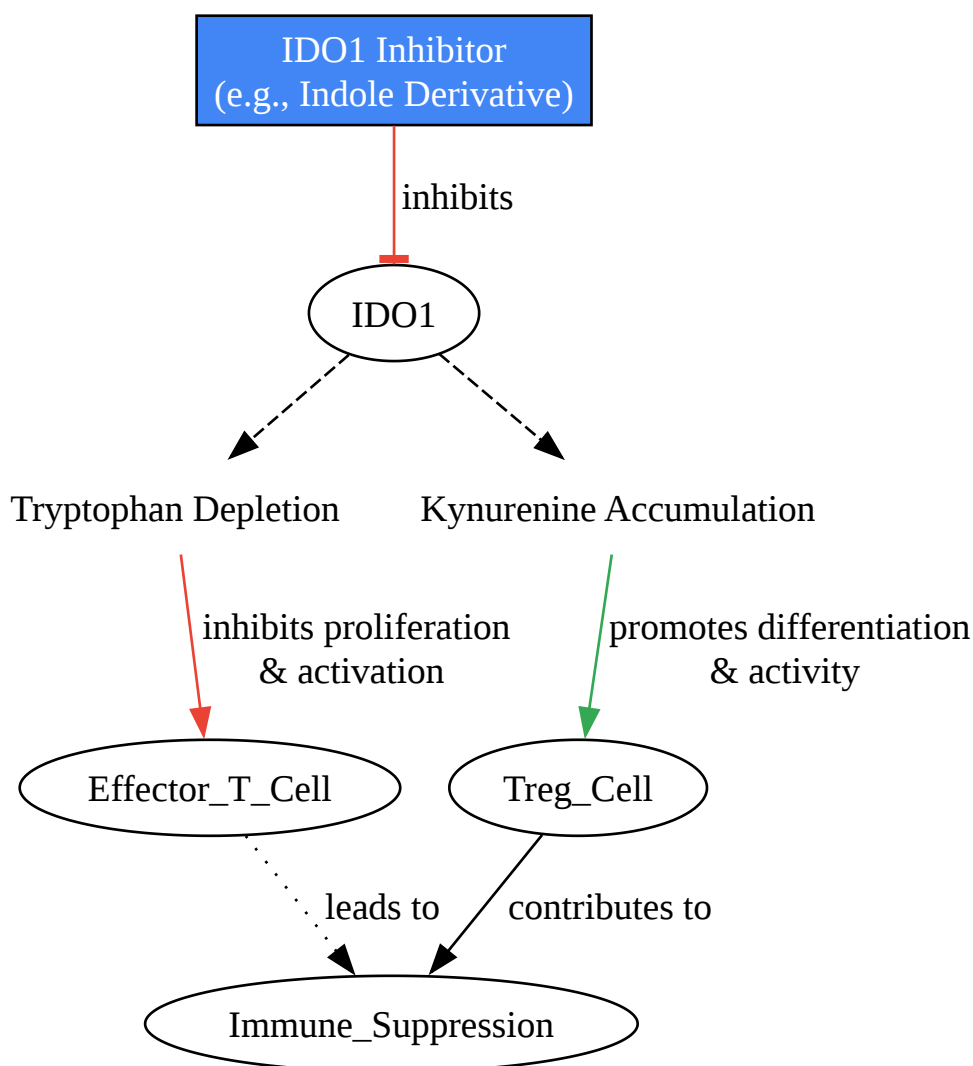 IDO1 Inhibitor
(e.g., Indole Derivative)
inhibits
IDO1
Tryptophan Depletion
Kynurenine Accumulation
inhibits proliferation
& activation
promotes differentiation
& activity
Effector_T_Cell
Treg_Cell
leads to
contributes to
Immune_Suppression